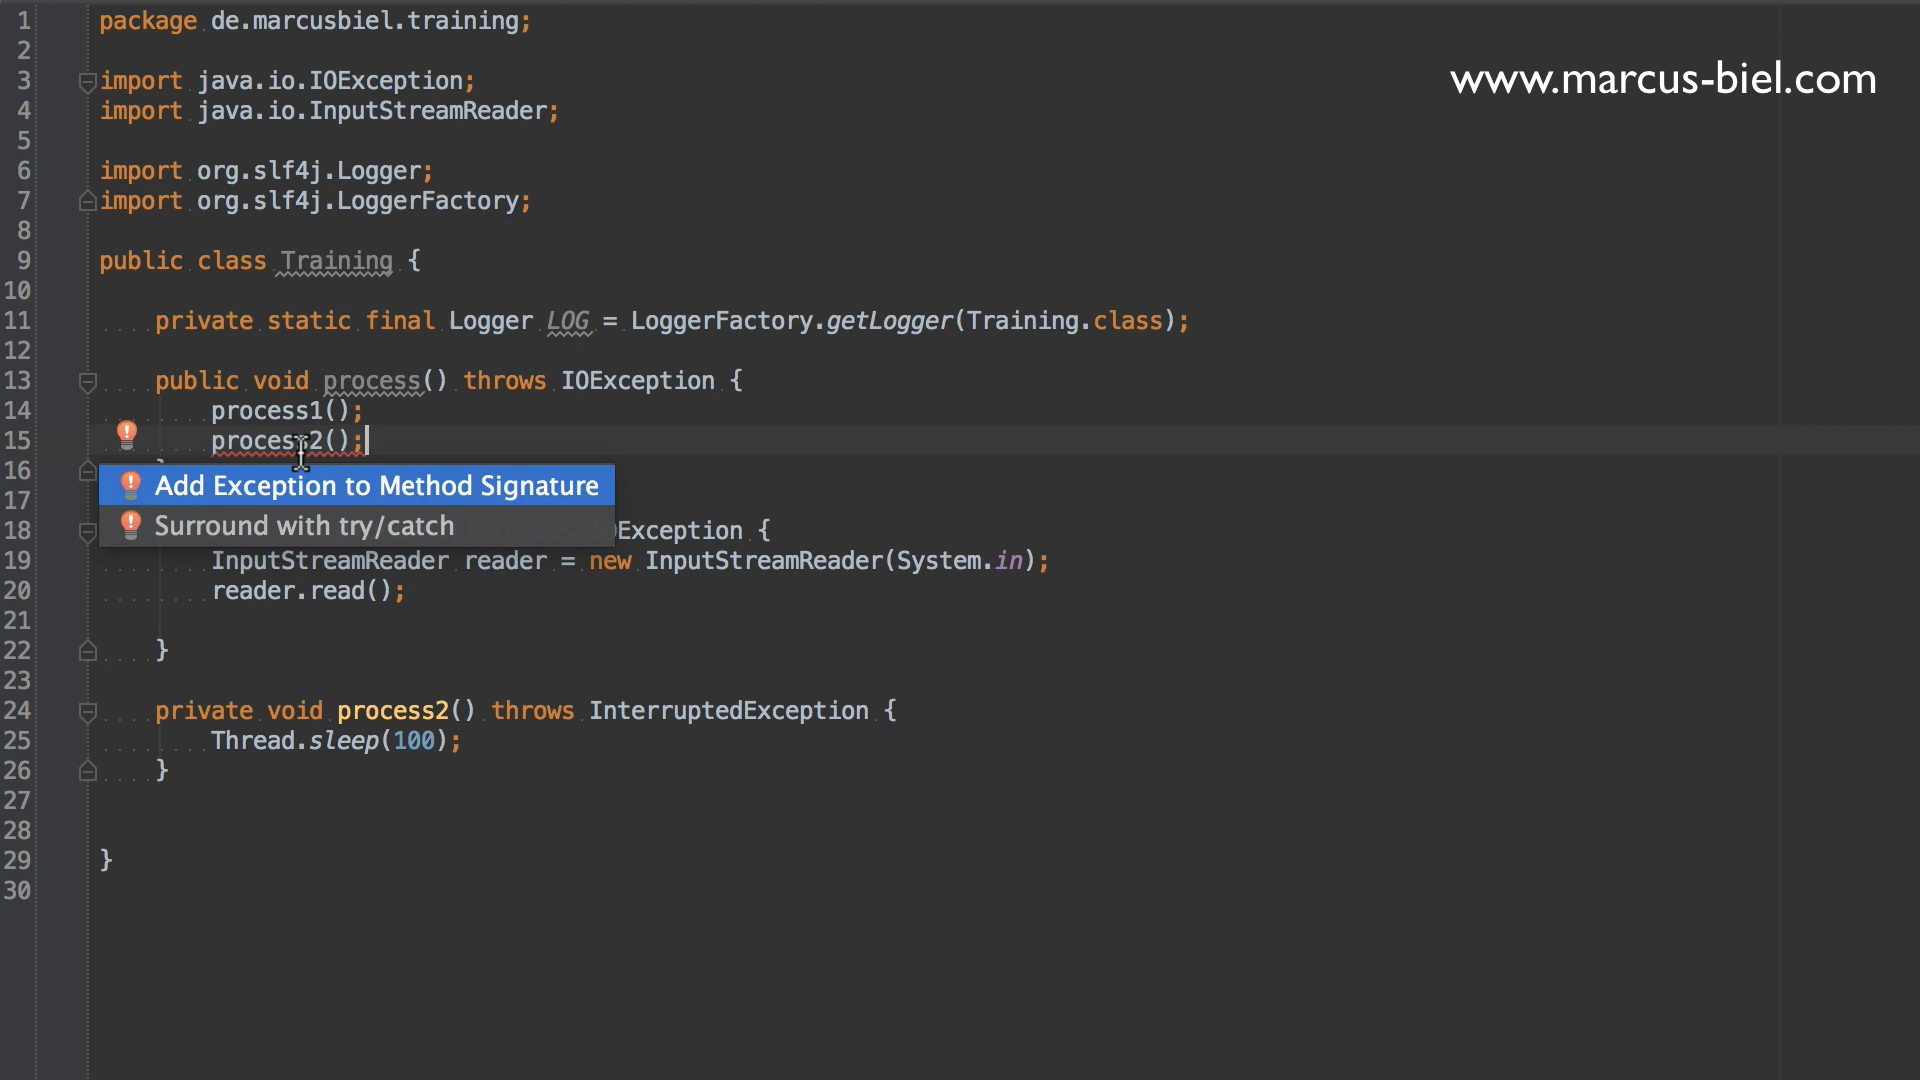 1 package de.marcusbiel.training;
www.marcus-biel.com
2
3 import java.io.IOException;
4 import java.io.InputStreamReader;
5
6 import org.slf4j.Logger;
7 import org.slf4j.LoggerFactory;
8
9 public class Training {
10
11 private static final Logger LOG = LoggerFactory.getLogger(Training.class);
12
13 public void process() throws IOException {
14 process1();
15 process2();
16
Add Exception to Method Signature
17
Surround with try/catch
18 IOException {
19 InputStreamReader reader = new InputStreamReader(System.in);
20 reader.read();
21
22 }
23
24 private void process2() throws InterruptedException {
25 Thread.sleep(100);
26 }
27
28
29 }
30